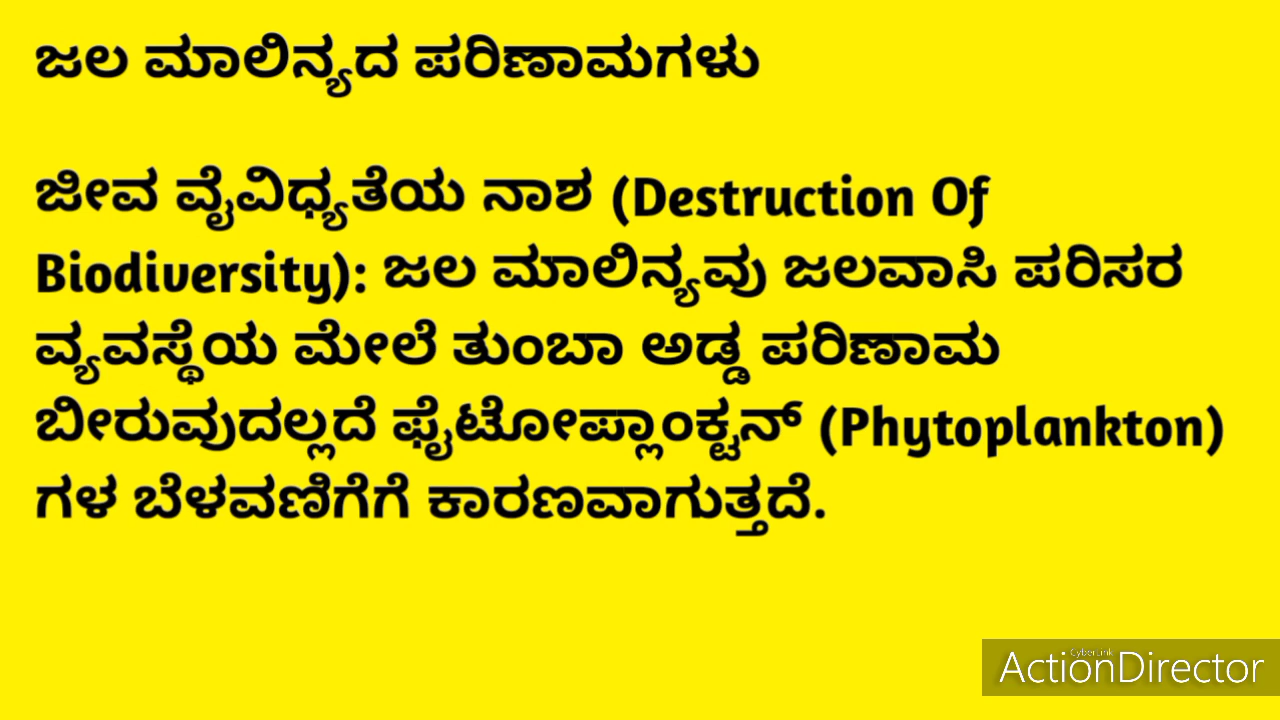 ಜಲ ಮಾಲಿನ್ಯದ ಪರಿಣಾಮಗಳು
ಜೀವ ವೈವಿಧ್ಯತೆಯ ನಾಶ (Destruction Of
Biodiversity): ಜಲ ಮಾಲಿನ್ಯವು ಜಲವಾಸಿ ಪರಿಸರ
ವ್ಯವಸ್ಥೆಯ ಮೇಲೆ ತುಂಬಾ ಅಡ್ಡ ಪರಿಣಾಮ
ಬೀರುವುದಲ್ಲದೆ ಫೈಟೋಪ್ಲಾಂಕ್ಟನ್ (Phytoplankton)
ಗಳ ಬೆಳವಣಿಗೆಗೆ ಕಾರಣವಾಗುತ್ತದೆ.
CyberLink
ActionDirector